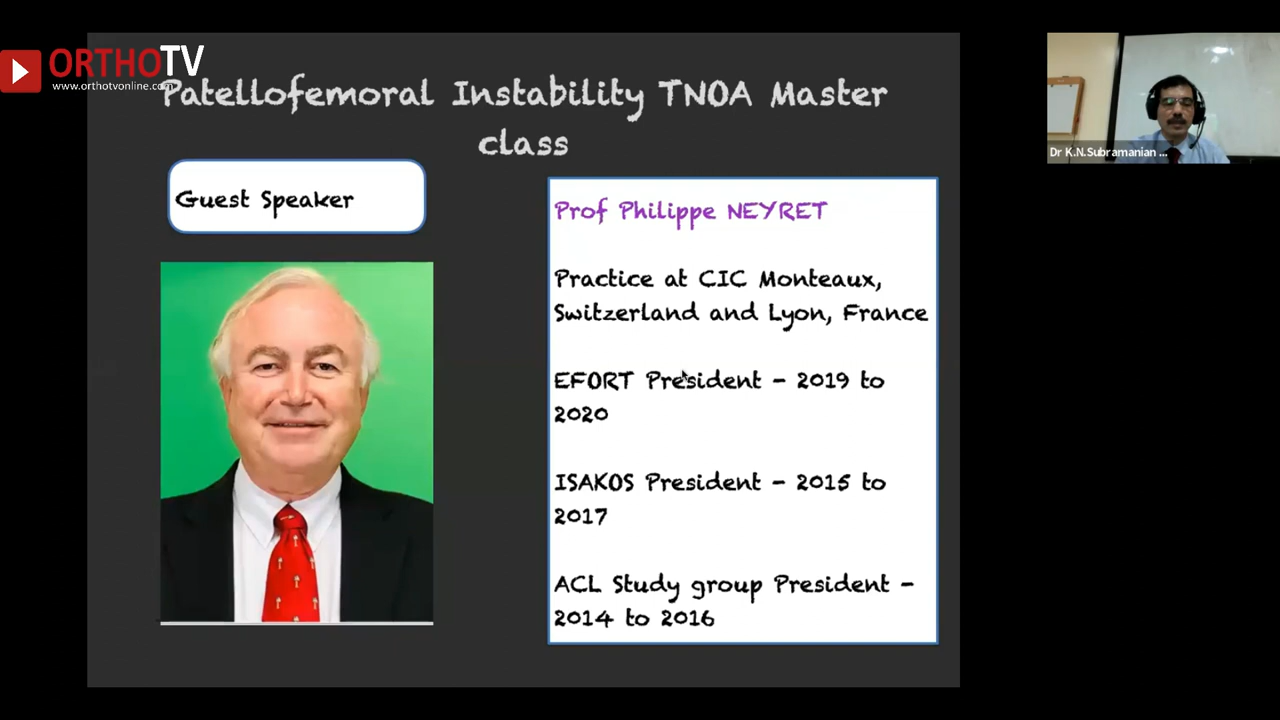 ORTHOTV
www.orthotvonline.com
Patellofemoral Instability TNOA Master
class
Guest Speaker
Prof Philippe NEYRET
Practice at CIC Monteaux,
Switzerland and Lyon, France
EFORT President - 2019 to
2020
ISAKOS President - 2015 to
2017
ACL Study group President -
2014 to 2016
Dr K.N.Subramanian ...